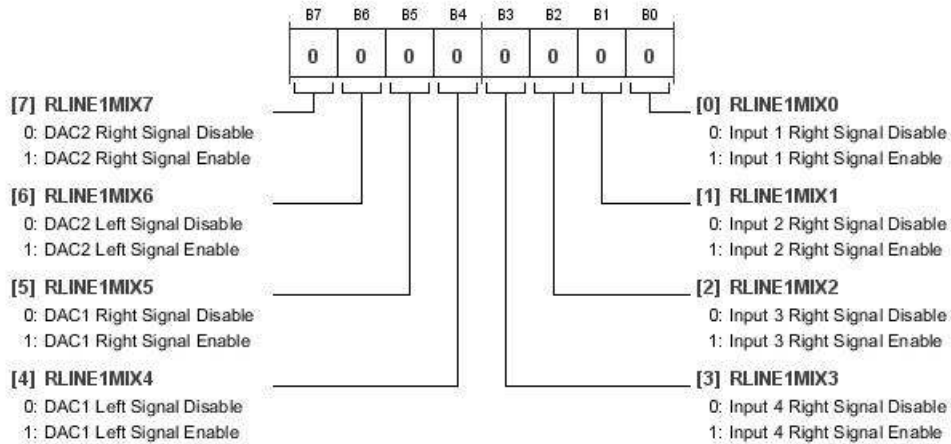 B7 B6 B5 B4 B3 B2 B1 B0
0 0 0 0 0 0 0 0
[7] RLINE1MIX7
0: DAC2 Right Signal Disable
1: DAC2 Right Signal Enable
[6] RLINE1MIX6
0: DAC2 Left Signal Disable
1: DAC2 Left Signal Enable
[5] RLINE1MIX5
0: DAC1 Right Signal Disable
1: DAC1 Right Signal Enable
[4] RLINE1MIX4
0: DAC1 Left Signal Disable
1: DAC1 Left Signal Enable
[0] RLINE1MIX0
0: Input 1 Right Signal Disable
1: Input 1 Right Signal Enable
[1] RLINE1MIX1
0: Input 2 Right Signal Disable
1: Input 2 Right Signal Enable
[2] RLINE1MIX2
0: Input 3 Right Signal Disable
1: Input 3 Right Signal Enable
[3] RLINE1MIX3
0: Input 4 Right Signal Disable
1: Input 4 Right Signal Enable